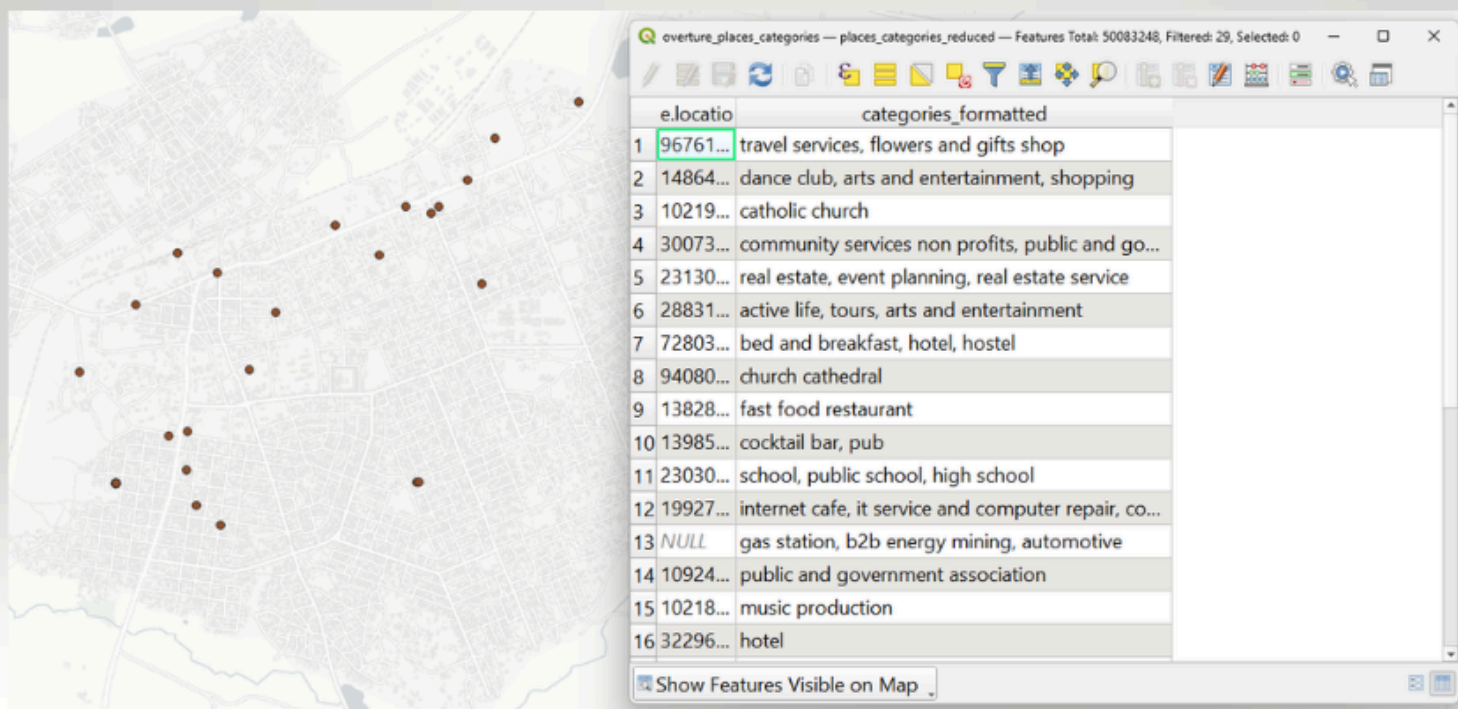 overture_places_categories — places_categories_reduced — Features Total: 50083248, Filtered: 29, Selected: 0
e.locatio categories_formatted
1 96761... travel services, flowers and gifts shop
2 14864... dance club, arts and entertainment, shopping
3 10219... catholic church
4 30073... community services non profits, public and go...
5 23130... real estate, event planning, real estate service
6 28831... active life, tours, arts and entertainment
7 72803... bed and breakfast, hotel, hostel
8 94080... church cathedral
9 13828... fast food restaurant
10 13985... cocktail bar, pub
11 23030... school, public school, high school
12 19927... internet cafe, it service and computer repair, co...
13 NULL gas station, b2b energy mining, automotive
14 10924... public and government association
15 10218... music production
16 32296... hotel
Show Features Visible on Map